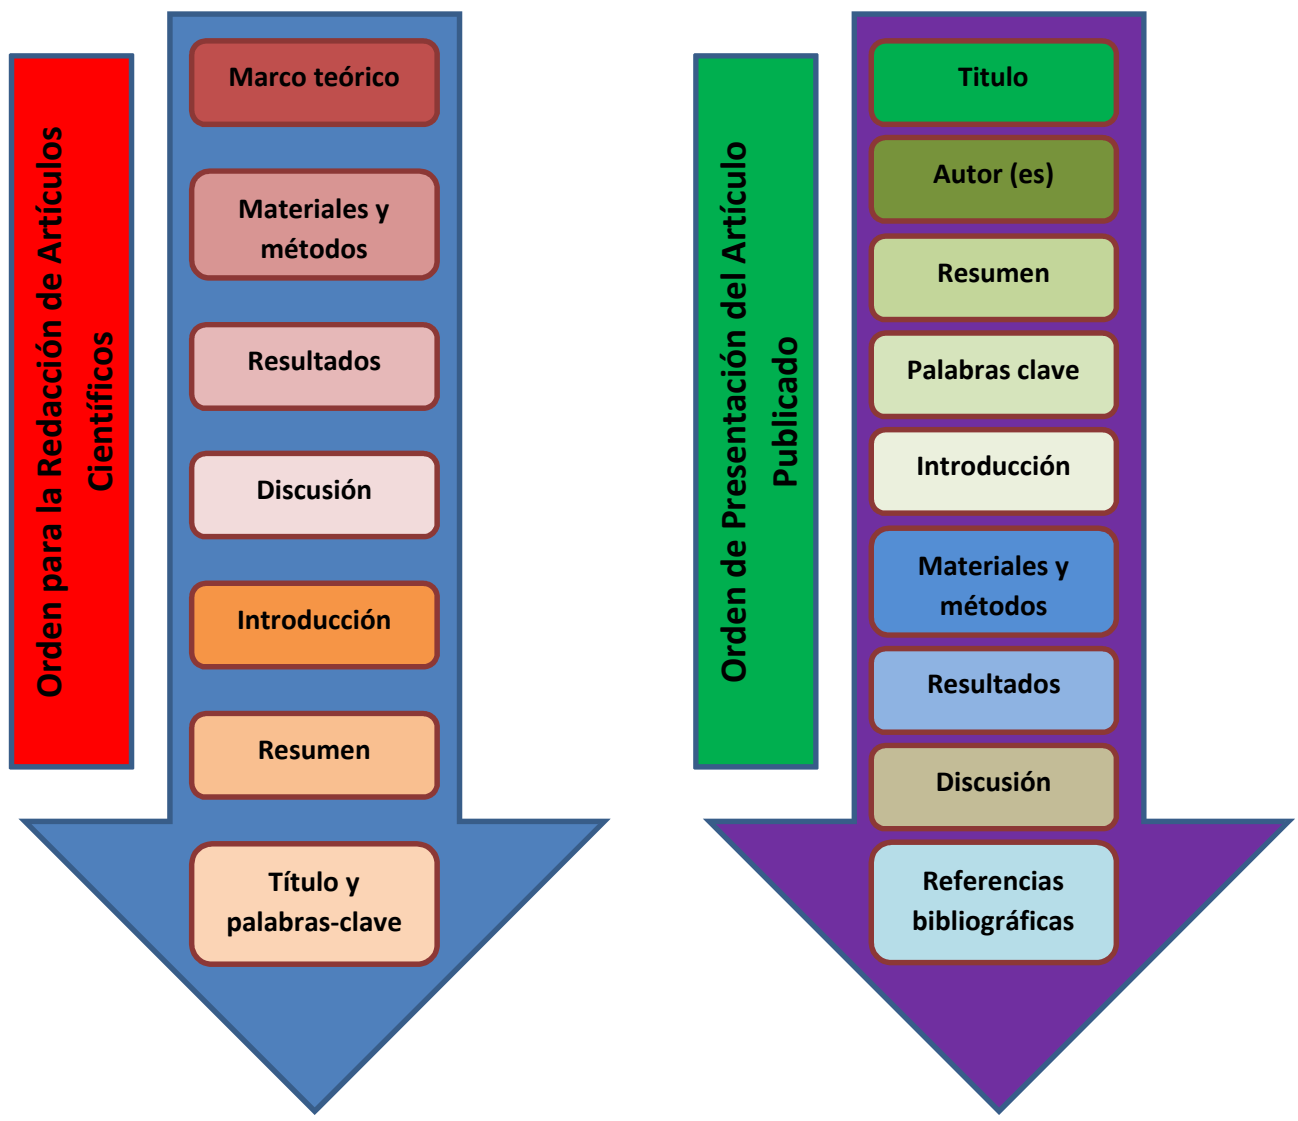 Orden para la Redacción de Artículos
Científicos
Marco teórico
Materiales y
métodos
Resultados
Discusión
Introducción
Resumen
Título y
palabras-clave
Orden de Presentación del Artículo
Publicado
Titulo
Autor (es)
Resumen
Palabras clave
Introducción
Materiales y
métodos
Resultados
Discusión
Referencias
bibliográficas